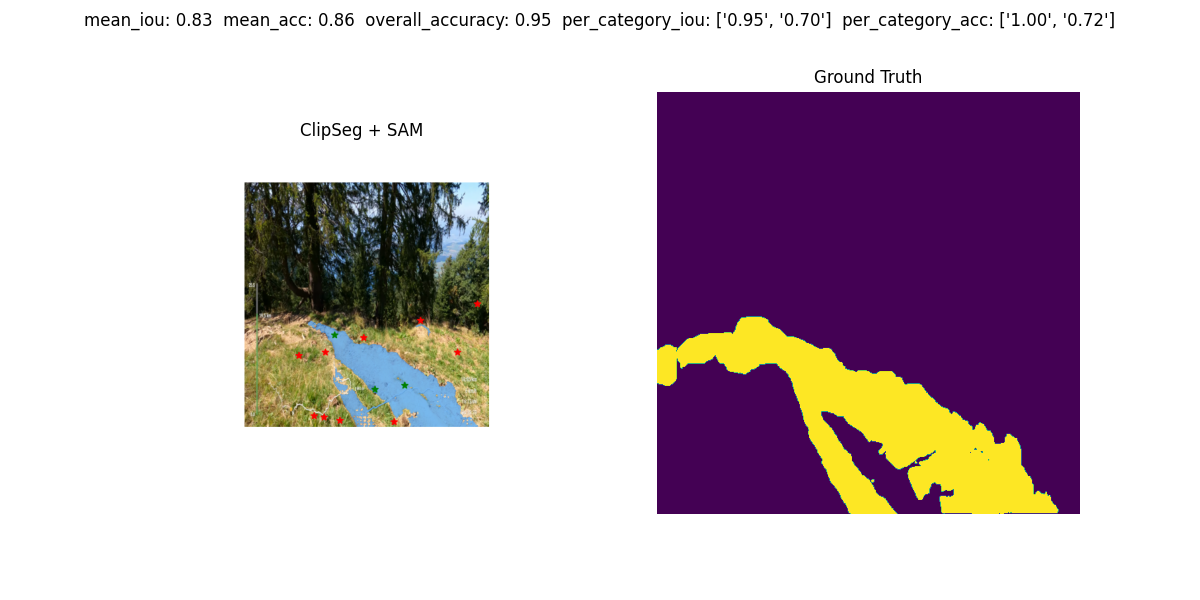 mean_iou: 0.83 mean_acc: 0.86 overall_accuracy: 0.95 per_category_iou: ['0.95', '0.70'] per_category_acc: ['1.00', '0.72']
Ground Truth
ClipSeg + SAM